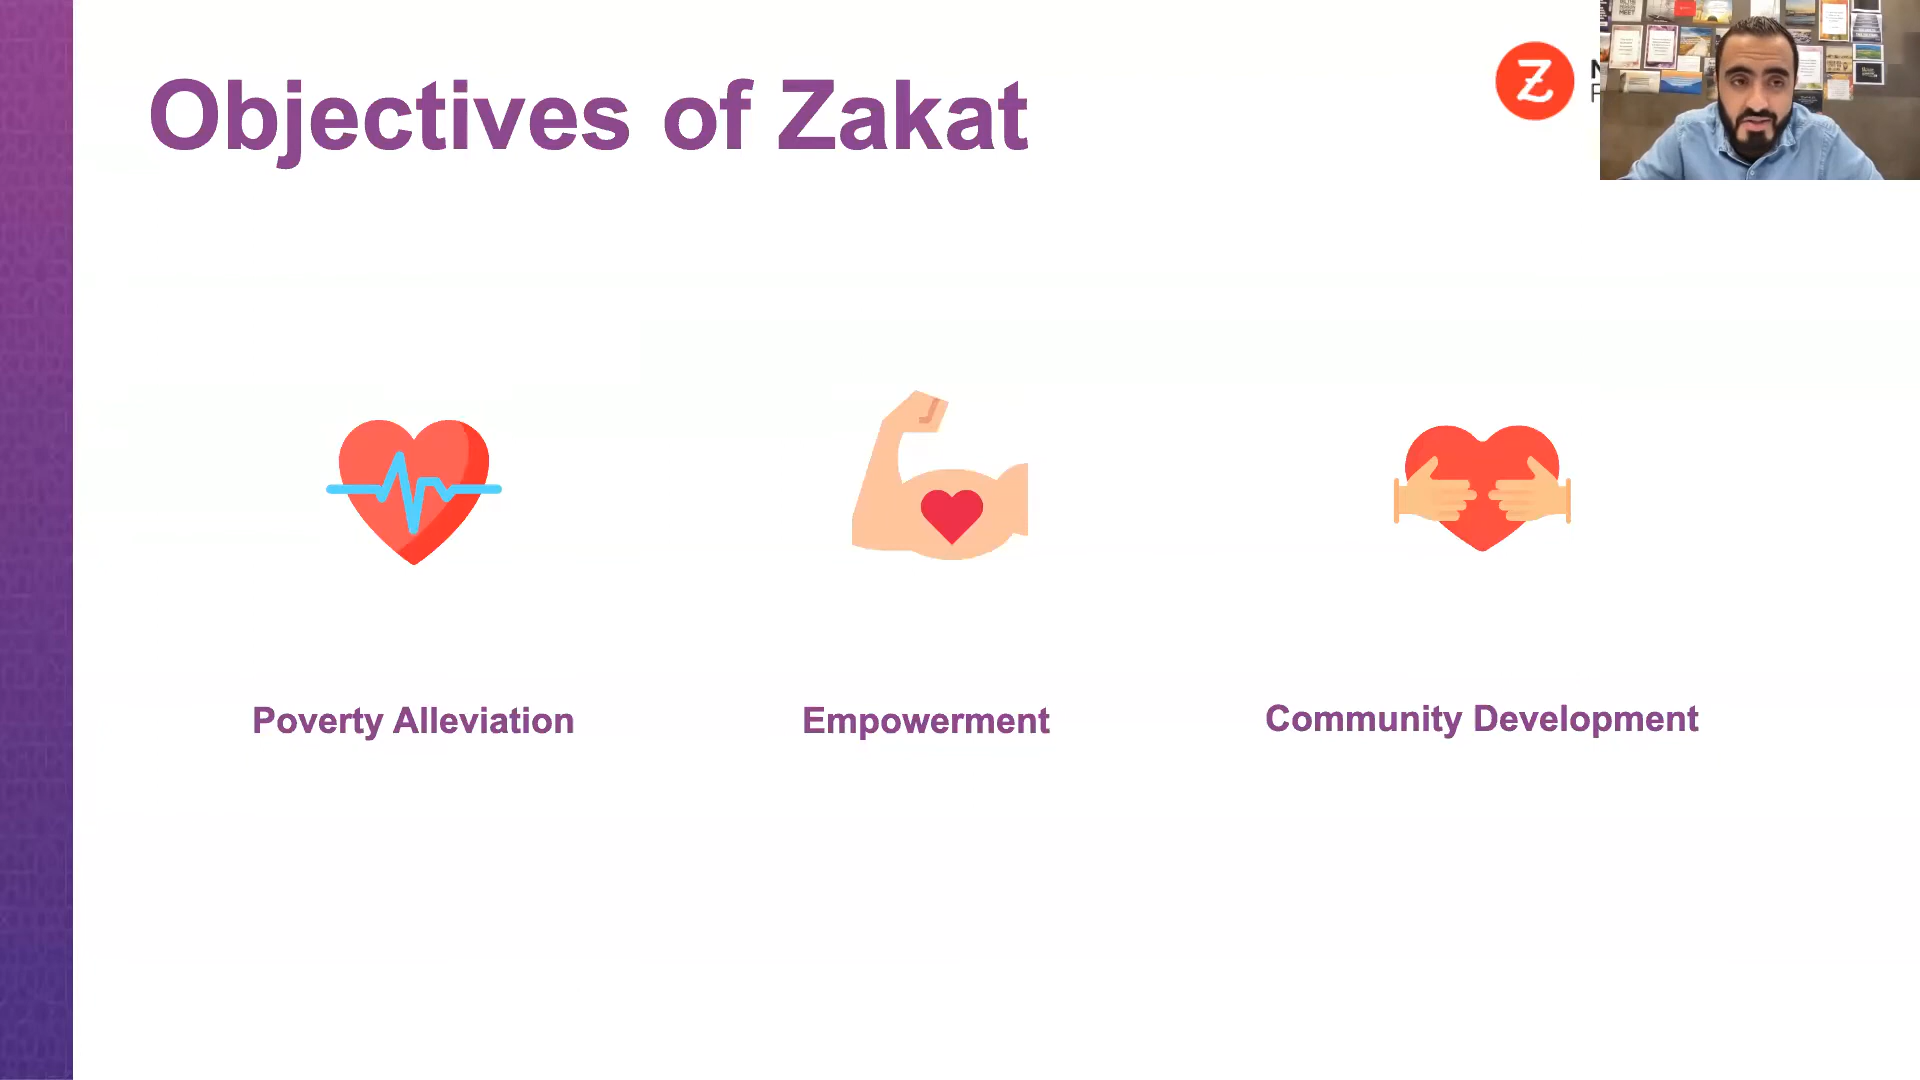 Objectives of Zakat
Z
Poverty Alleviation
Empowerment
Community Development